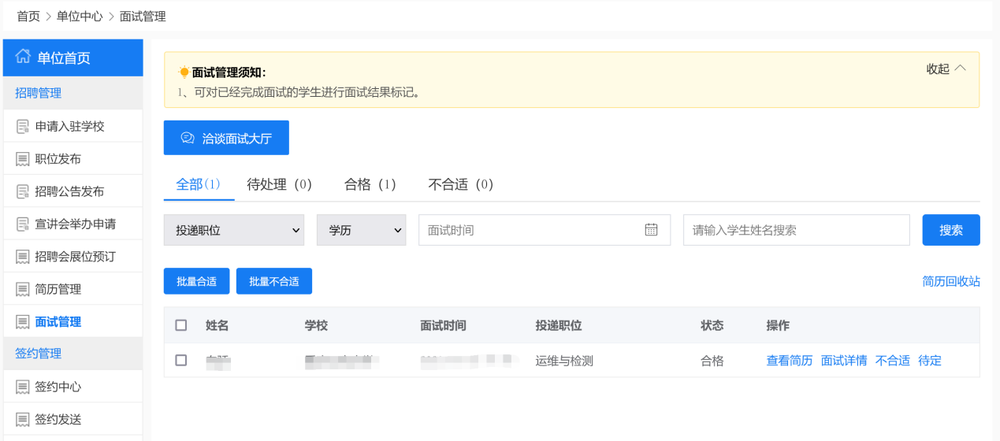 首页 > 单位中心 > 面试管理
单位首页
招聘管理
申请入驻学校
职位发布
招聘公告发布
宣讲会举办申请
招聘会展位预订
简历管理
面试管理
签约管理
签约中心
签约发送
面试管理须知：
收起
1、可对已经完成面试的学生进行面试结果标记。
洽谈面试大厅
全部(1) 待处理（0） 合格（1） 不合适（0）
投递职位 学历 面试时间 请输入学生姓名搜索 搜索
批量合适 批量不合适 简历回收站
姓名 学校 面试时间 投递职位 状态 操作
运维与检测 合格 查看简历 面试详情 不合适 待定